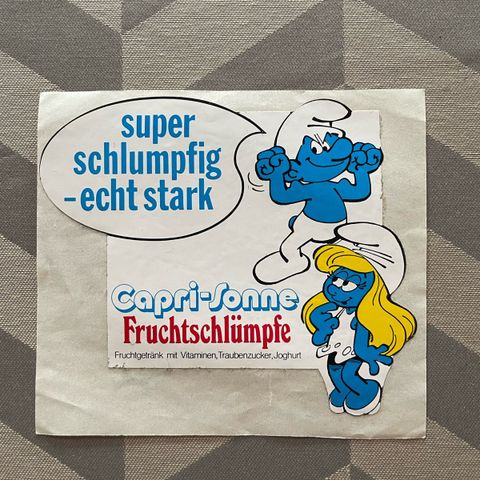 super
schlumpfig
-echt stark
Capri-Sonne
Fruchtschlümpfe
Fruchtgetränk mit Vitaminen, Traubenzucker, Joghurt